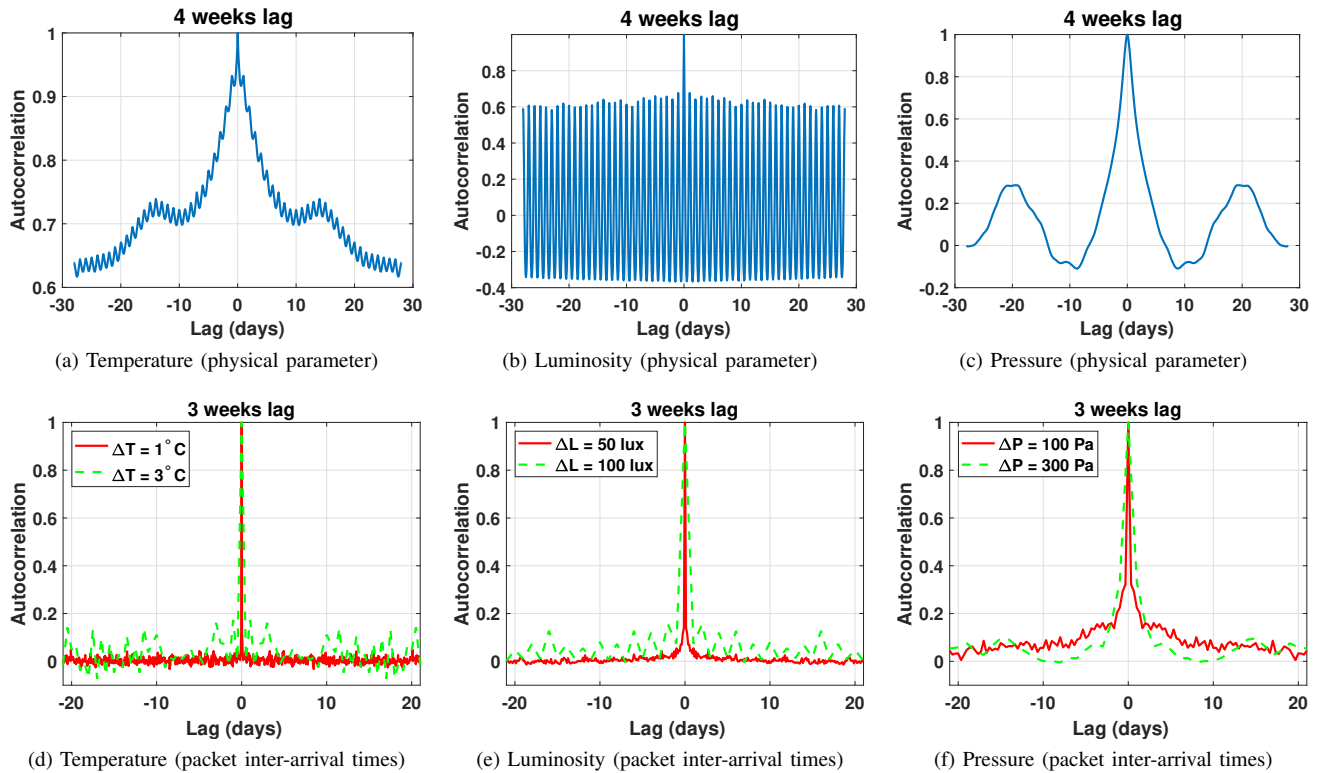 4 weeks lag
1
0.9
0.8
0.7
0.6
Autocorrelation
-30 -20 -10 0 10 20 30
Lag (days)
(a) Temperature (physical parameter)
4 weeks lag
0.8
0.6
0.4
0.2
0
-0.2
-0.4
Autocorrelation
-30 -20 -10 0 10 20 30
Lag (days)
(b) Luminosity (physical parameter)
4 weeks lag
1
0.8
0.6
0.4
0.2
0
-0.2
Autocorrelation
-30 -20 -10 0 10 20 30
Lag (days)
(c) Pressure (physical parameter)
3 weeks lag
ΔT = 1°C
ΔT = 3°C
1
0.8
0.6
0.4
0.2
0
Autocorrelation
-20 -10 0 10 20
Lag (days)
(d) Temperature (packet inter-arrival times)
3 weeks lag
ΔL = 50 lux
ΔL = 100 lux
1
0.8
0.6
0.4
0.2
0
Autocorrelation
-20 -10 0 10 20
Lag (days)
(e) Luminosity (packet inter-arrival times)
3 weeks lag
ΔP = 100 Pa
ΔP = 300 Pa
1
0.8
0.6
0.4
0.2
0
Autocorrelation
-20 -10 0 10 20
Lag (days)
(f) Pressure (packet inter-arrival times)